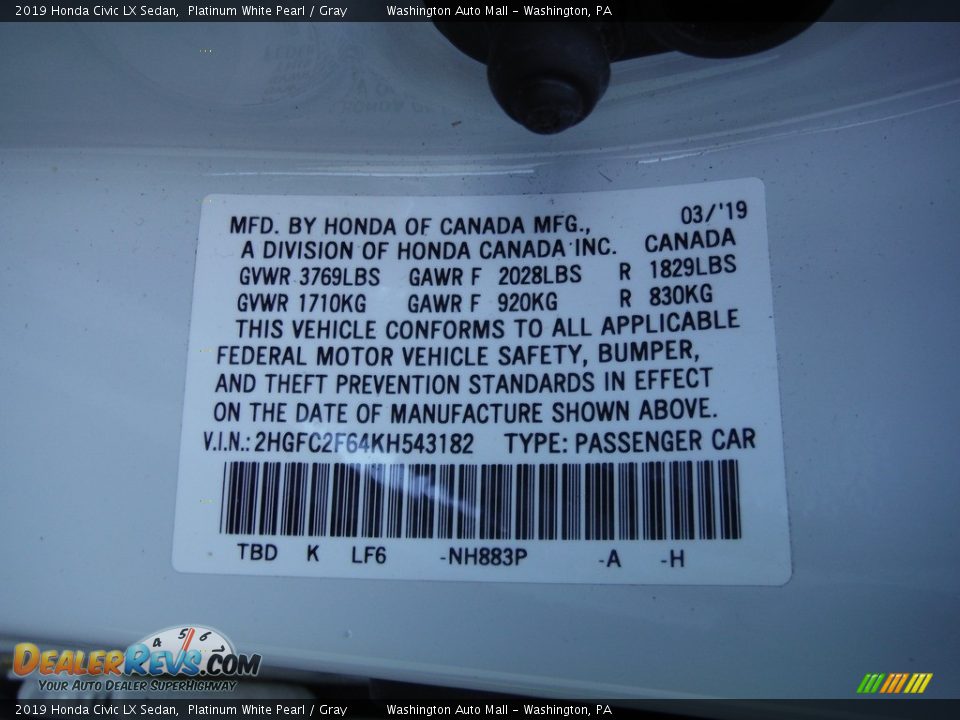 2019 Honda Civic LX Sedan, Platinum White Pearl / Gray Washington Auto Mall - Washington, PA
MFD. BY HONDA OF CANADA MFG., 03/'19
A DIVISION OF HONDA CANADA INC. CANADA
GVWR 3769LBS GAWR F 2028LBS R 1829LBS
GVWR 1710KG GAWR F 920KG R 830KG
THIS VEHICLE CONFORMS TO ALL APPLICABLE
FEDERAL MOTOR VEHICLE SAFETY, BUMPER,
AND THEFT PREVENTION STANDARDS IN EFFECT
ON THE DATE OF MANUFACTURE SHOWN ABOVE.
V.I.N.: 2HGFC2F64KH543182 TYPE: PASSENGER CAR
TBD K LF6 -NH883P -A -H
4 5 6 7
DEALERREVS.COM
YOUR AUTO DEALER SUPERHIGHWAY
2019 Honda Civic LX Sedan, Platinum White Pearl / Gray Washington Auto Mall - Washington, PA